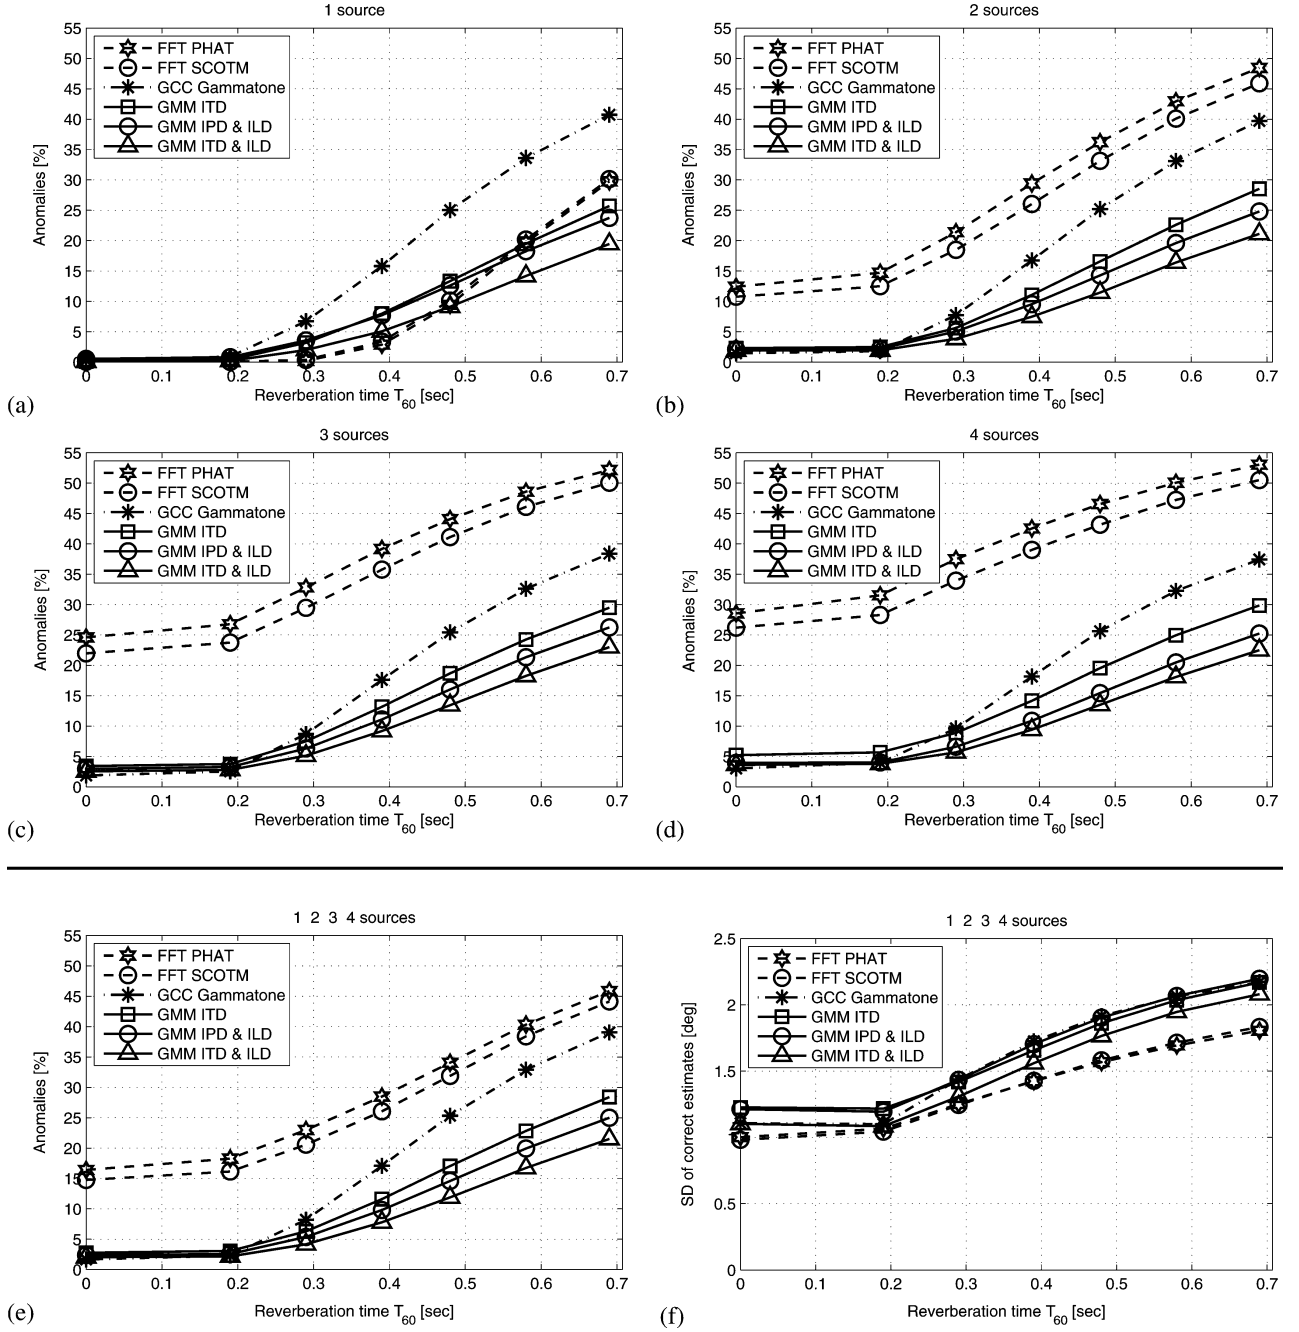 1 source
55
50
45
40
35
30
25
20
15
10
5
0
Anomalies [%]
FFT PHAT
FFT SCOTM
GCC Gammatone
GMM ITD
GMM IPD & ILD
GMM ITD & ILD
0 0.1 0.2 0.3 0.4 0.5 0.6 0.7
Reverberation time T60 [sec]
(a)
2 sources
55
50
45
40
35
30
25
20
15
10
5
0
Anomalies [%]
FFT PHAT
FFT SCOTM
GCC Gammatone
GMM ITD
GMM IPD & ILD
GMM ITD & ILD
0 0.1 0.2 0.3 0.4 0.5 0.6 0.7
Reverberation time T60 [sec]
(b)
3 sources
55
50
45
40
35
30
25
20
15
10
5
0
Anomalies [%]
FFT PHAT
FFT SCOTM
GCC Gammatone
GMM ITD
GMM IPD & ILD
GMM ITD & ILD
0 0.1 0.2 0.3 0.4 0.5 0.6 0.7
Reverberation time T60 [sec]
(c)
4 sources
55
50
45
40
35
30
25
20
15
10
5
0
Anomalies [%]
FFT PHAT
FFT SCOTM
GCC Gammatone
GMM ITD
GMM IPD & ILD
GMM ITD & ILD
0 0.1 0.2 0.3 0.4 0.5 0.6 0.7
Reverberation time T60 [sec]
(d)
1 2 3 4 sources
55
50
45
40
35
30
25
20
15
10
5
0
Anomalies [%]
FFT PHAT
FFT SCOTM
GCC Gammatone
GMM ITD
GMM IPD & ILD
GMM ITD & ILD
0 0.1 0.2 0.3 0.4 0.5 0.6 0.7
Reverberation time T60 [sec]
(e)
1 2 3 4 sources
2.5
2
1.5
1
0.5
0
SD of correct estimates [deg]
FFT PHAT
FFT SCOTM
GCC Gammatone
GMM ITD
GMM IPD & ILD
GMM ITD & ILD
0 0.1 0.2 0.3 0.4 0.5 0.6 0.7
Reverberation time T60 [sec]
(f)